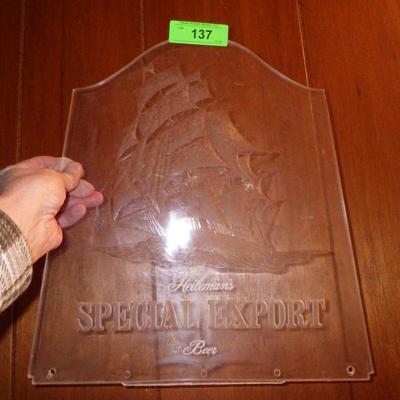 137
Heileman's
SPECIAL EXPORT
Beer